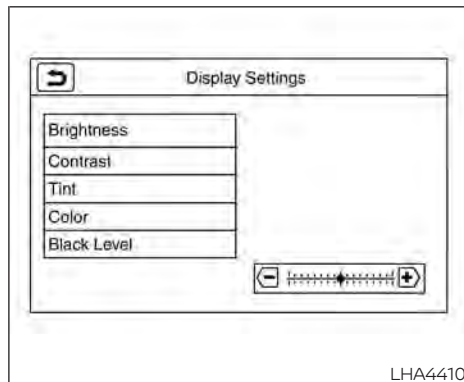 Display Settings
Brightness
Contrast
Tint
Color
Black Level
LHA4410